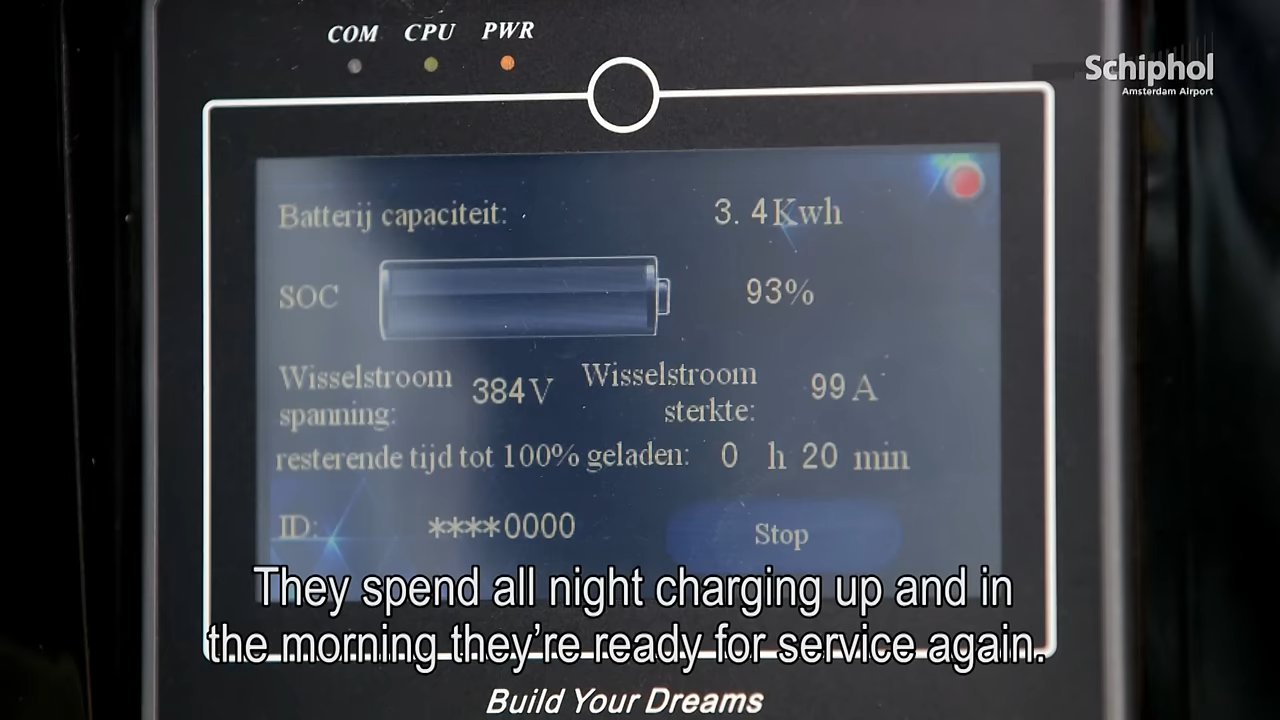 COM CPU PWR
Schiphol
Amsterdam Airport
Batterij capaciteit: 3.4Kwh
SOC 93%
Wisselstroom spanning: 384V Wisselstroom sterkte: 99A
resterende tijd tot 100% geladen: 0 h 20 min
ID: ****0000 Stop
They spend all night charging up and in
the morning they're ready for service again.
Build Your Dreams